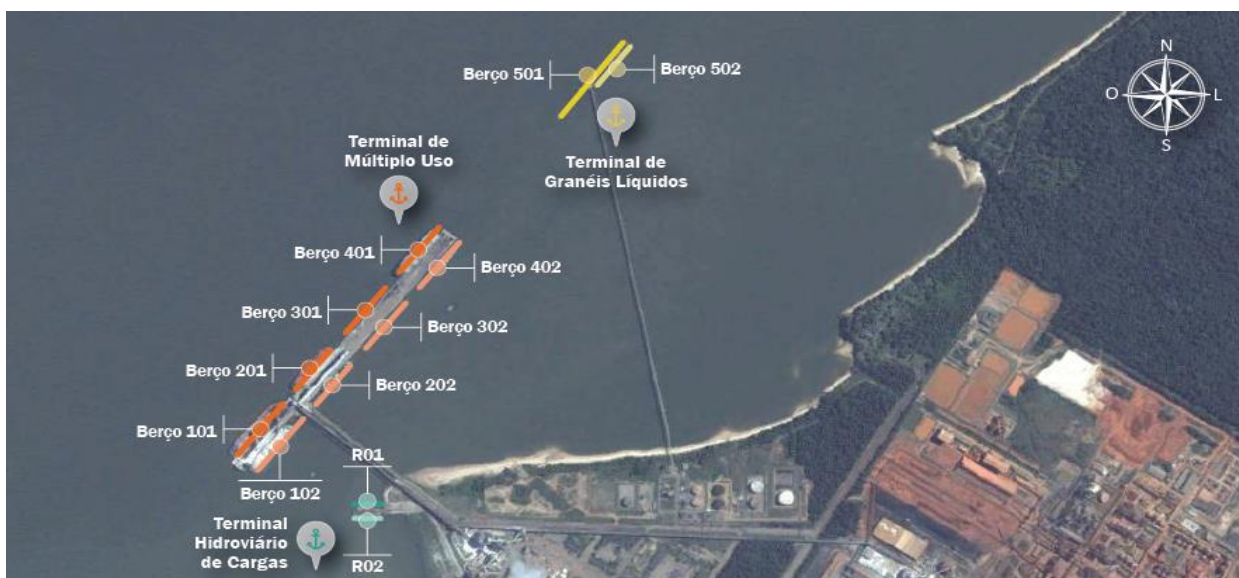 N
O
L
S
Berço 501
Berço 502
Terminal de
Granéis Líquidos
Terminal de
Múltiplo Uso
Berço 401
Berço 402
Berço 301
Berço 302
Berço 201
Berço 202
Berço 101
Berço 102
R01
Terminal
Hidroviário
de Cargas
R02